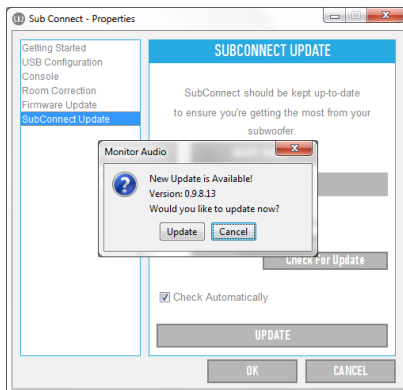 Sub Connect - Properties
Getting Started
USB Configuration
Console
Room Correction
Firmware Update
SubConnect Update
SUBCONNECT UPDATE
SubConnect should be kept up-to-date
to ensure you're getting the most from your
subwoofer.
Monitor Audio
New Update is Available!
Version: 0.9.8.13
Would you like to update now?
Update
Cancel
Check For Update
Check Automatically
UPDATE
OK
CANCEL